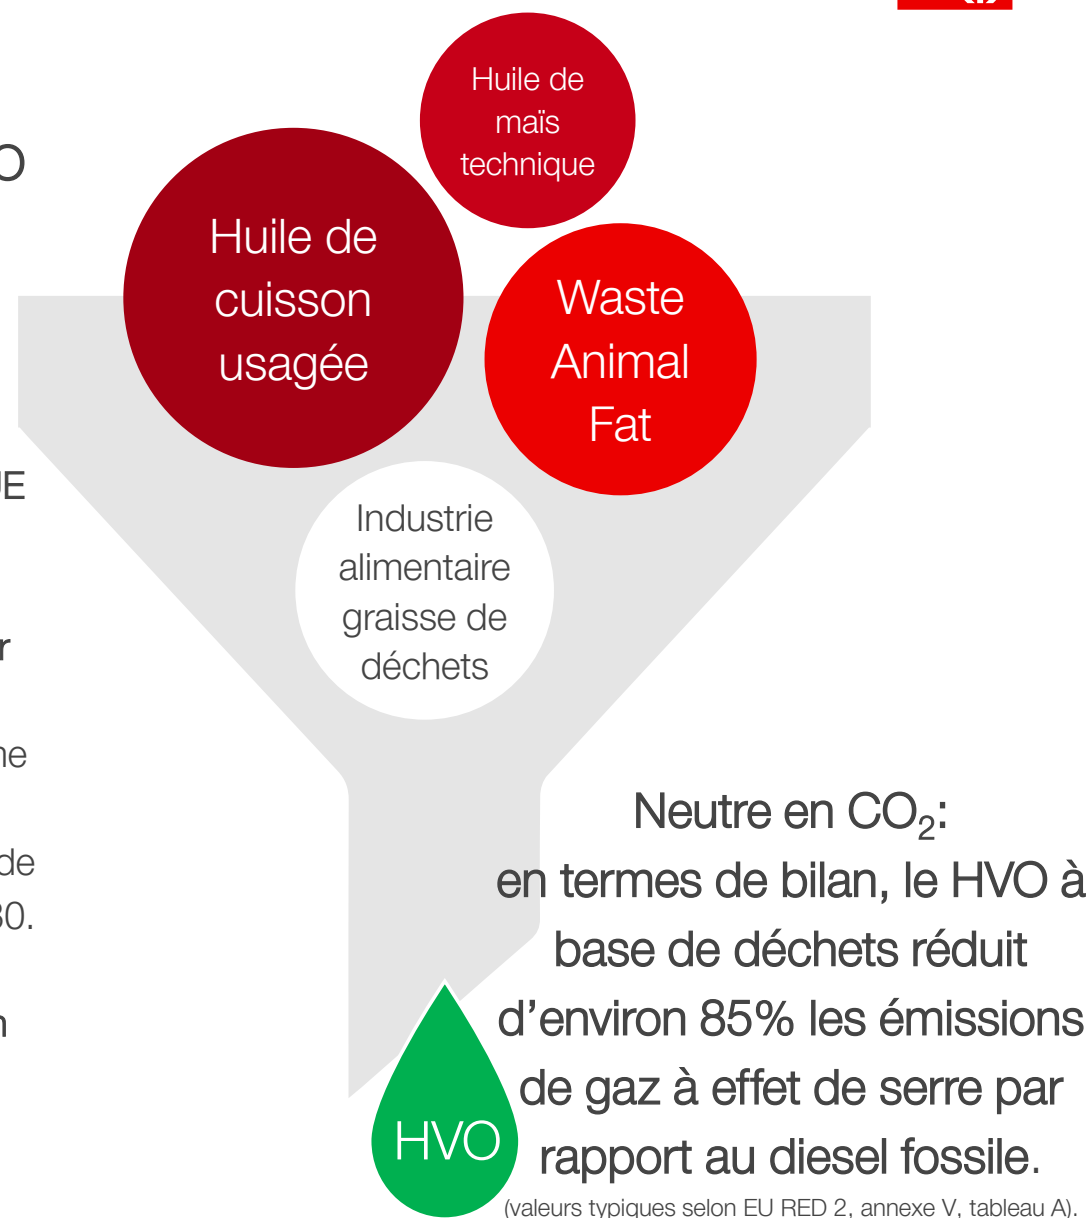 Huile de
maïs
technique
Huile de
cuisson
usagée
Waste
Animal
Fat
Industrie
alimentaire
graisse de
déchets
Neutre en CO₂:
en termes de bilan, le HVO à
base de déchets réduit
d’environ 85% les émissions
de gaz à effet de serre par
rapport au diesel fossile.
(valeurs typiques selon EU RED 2, annexe V, tableau A).
HVO
de